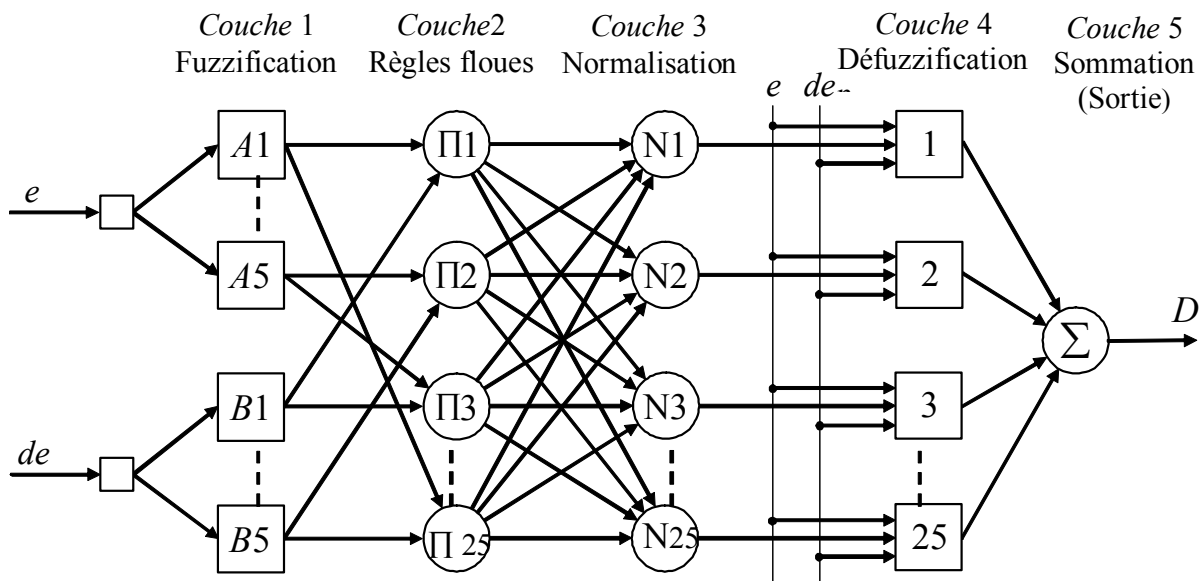 Couche 1
Fuzzification
Couche2
Règles floues
Couche 3
Normalisation
Couche 4
Défuzzification
Couche 5
Sommation
(Sortie)
e
de
e
A1
A5
Π1
Π2
N1
N2
1
2
D
Σ
de
B1
B5
Π3
Π 25
N3
N25
3
25